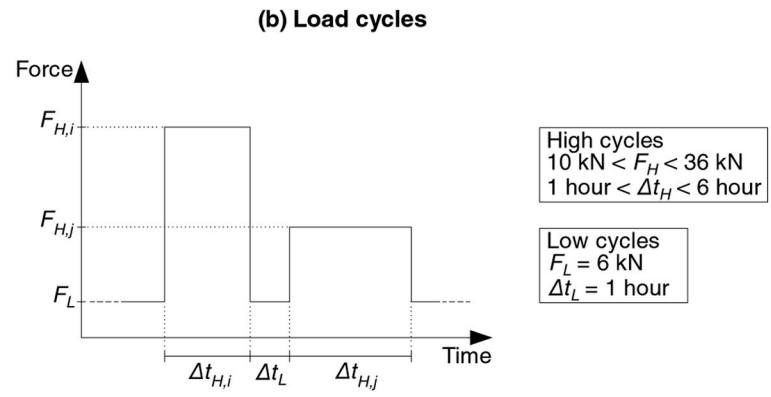 (b) Load cycles
Force
F_{H,i}
F_{H,j}
F_L
Time
Δt_{H,i} Δt_L Δt_{H,j}
High cycles
10 kN < F_H < 36 kN
1 hour < Δt_H < 6 hour
Low cycles
F_L = 6 kN
Δt_L = 1 hour